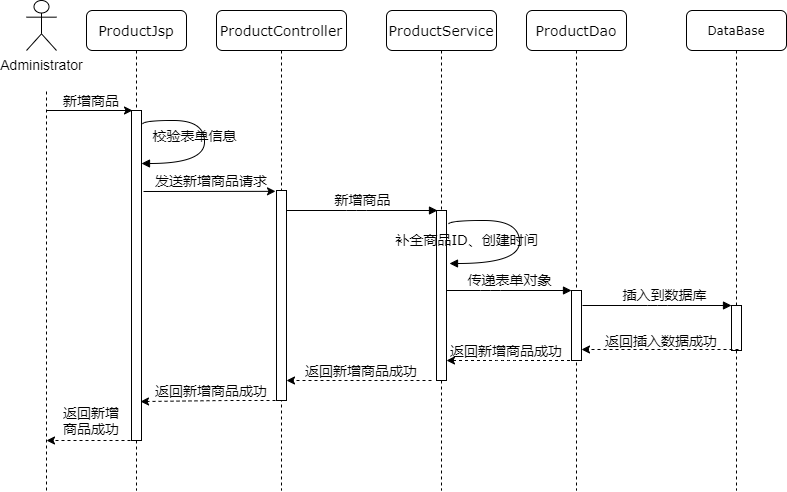 ProductJsp
ProductController
ProductService
ProductDao
DataBase
Administrator
新增商品
校验表单信息
发送新增商品请求
新增商品
补全商品ID、创建时间
传递表单对象
插入到数据库
返回插入数据成功
返回新增商品成功
返回新增商品成功
返回新增商品成功
返回新增
商品成功